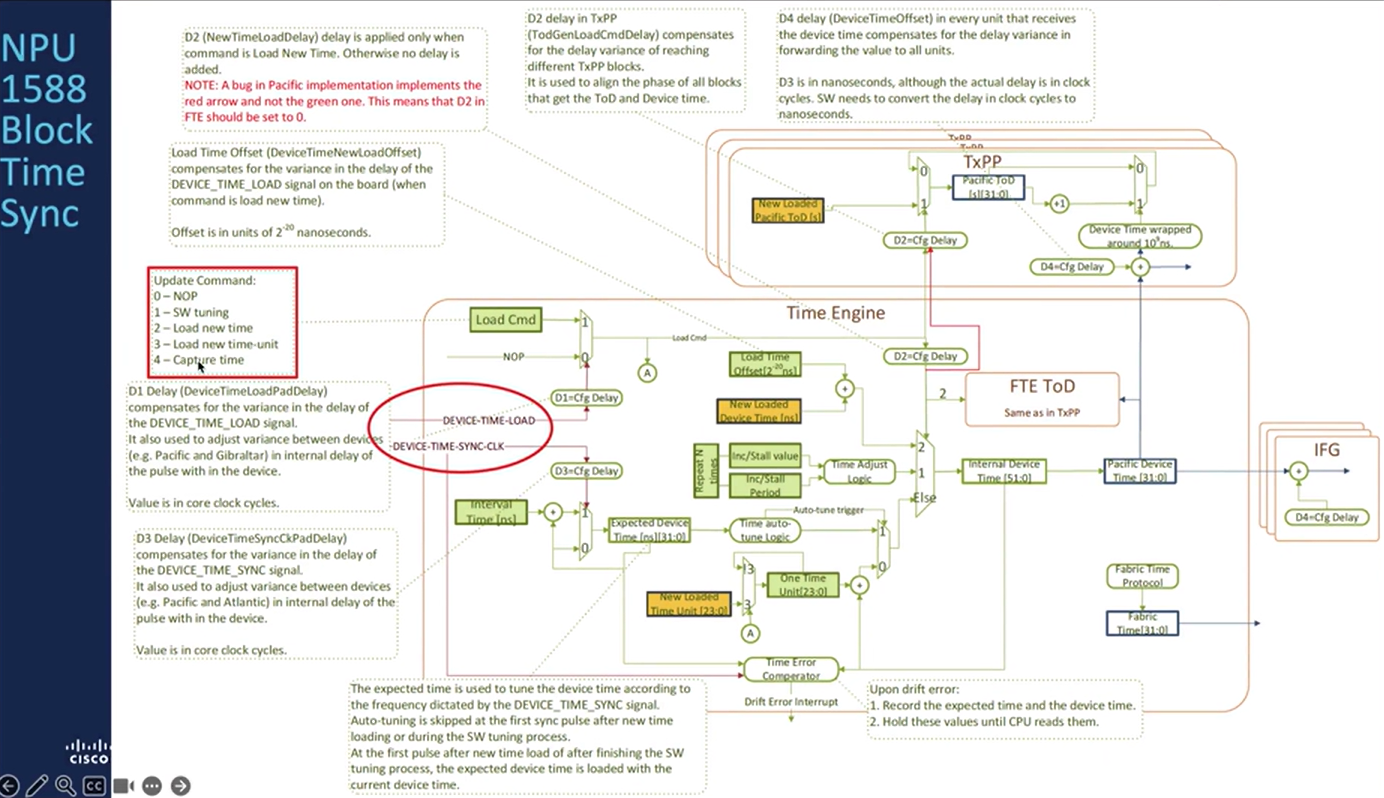 NPU
1588
Block
Time
Sync
D2 (NewTimeLoadDelay) delay is applied only when
command is Load New Time. Otherwise no delay is
added.
NOTE: A bug in Pacific implementation implements the
red arrow and not the green one. This means that D2 in
FTE should be set to 0.
D2 delay in TxPP
(TodGenLoadCmdDelay) compensates
for the delay variance of reaching
different TxPP blocks.
It is used to align the phase of all blocks
that get the ToD and Device time.
D4 delay (DeviceTimeOffset) in every unit that receives
the device time compensates for the delay variance in
forwarding the value to all units.
D3 is in nanoseconds, although the actual delay is in clock
cycles. SW needs to convert the delay in clock cycles to
nanoseconds.
Load Time Offset (DeviceTimeNewLoadOffset)
compensates for the variance in the delay of the
DEVICE_TIME_LOAD signal on the board (when
command is load new time).
Offset is in units of 2^-20 nanoseconds.
TxPP
TxPP
TxPP
0
1
Pacific ToD
[s][31:0]
+1
0
1
New Loaded
Pacific ToD [s]
D2=Cfg Delay
Device Time wrapped
around 10^9ns.
D4=Cfg Delay
+
Update Command:
0 – NOP
1 – SW tuning
2 – Load new time
3 – Load new time-unit
4 – Capture time
Time Engine
Load Cmd
1
NOP
0
Load Cmd
A
D2=Cfg Delay
Load Time
Offset[2^-20ns]
+
New Loaded
Device Time [ns]
2
FTE ToD
Same as in TxPP
D1 Delay (DeviceTimeLoadPadDelay)
compensates for the variance in the delay of
the DEVICE_TIME_LOAD signal.
It also used to adjust variance between devices
(e.g. Pacific and Gibraltar) in internal delay of
the pulse with in the device.
Value is in core clock cycles.
D1=Cfg Delay
DEVICE-TIME-LOAD
DEVICE-TIME-SYNC-CLK
D3=Cfg Delay
Repeat N
times
Inc/Stall value
Inc/Stall
Period
Time Adjust
Logic
2
1
Else
Internal Device
Time [51:0]
Pacific Device
Time [31:0]
IFG
+
D4=Cfg Delay
Interval
Time [ns]
+
1
0
Expected Device
Time [ns][31:0]
Time auto-
tune Logic
Auto-tune trigger
1
0
D3 Delay (DeviceTimeSyncCkPadDelay)
compensates for the variance in the delay of
the DEVICE_TIME_SYNC signal.
It also used to adjust variance between devices
(e.g. Pacific and Atlantic) in internal delay of the
pulse with in the device.
Value is in core clock cycles.
New Loaded
Time Unit [23:0]
!3
3
A
One Time
Unit[23:0]
+
Fabric Time
Protocol
Fabric
Time[31:0]
Time Error
Comperator
Drift Error Interrupt
The expected time is used to tune the device time according to
the frequency dictated by the DEVICE_TIME_SYNC signal.
Auto-tuning is skipped at the first sync pulse after new time
loading or during the SW tuning process.
At the first pulse after new time load of after finishing the SW
tuning process, the expected device time is loaded with the
current device time.
Upon drift error:
1. Record the expected time and the device time.
2. Hold these values until CPU reads them.
CISCO
CC